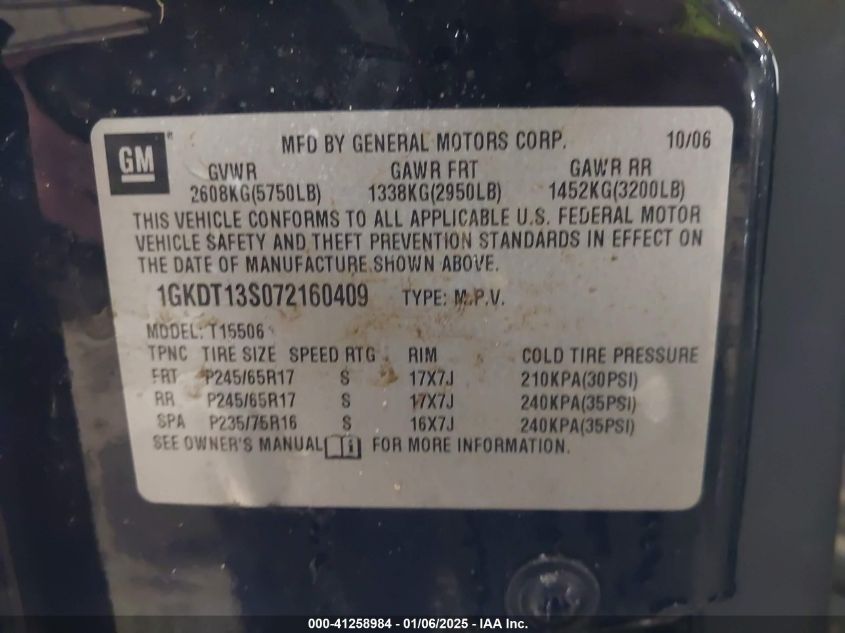 GM
MFD BY GENERAL MOTORS CORP. 10/06
GVWR GAWR FRT GAWR RR
2608KG(5750LB) 1338KG(2950LB) 1452KG(3200LB)
THIS VEHICLE CONFORMS TO ALL APPLICABLE U.S. FEDERAL MOTOR
VEHICLE SAFETY AND THEFT PREVENTION STANDARDS IN EFFECT ON
THE DATE OF MANUFACTURE SHOWN ABOVE.
1GKDT13S072160409 TYPE: M.P.V.
MODEL: T15506
TPNC TIRE SIZE SPEED RTG RIM COLD TIRE PRESSURE
FRT P245/65R17 S 17X7J 210KPA(30PSI)
RR P245/65R17 S 17X7J 240KPA(35PSI)
SPA P235/75R16 S 16X7J 240KPA(35PSI)
SEE OWNER'S MANUAL i FOR MORE INFORMATION.
000-41258984 | 01/06/2025 | © IAA Inc.